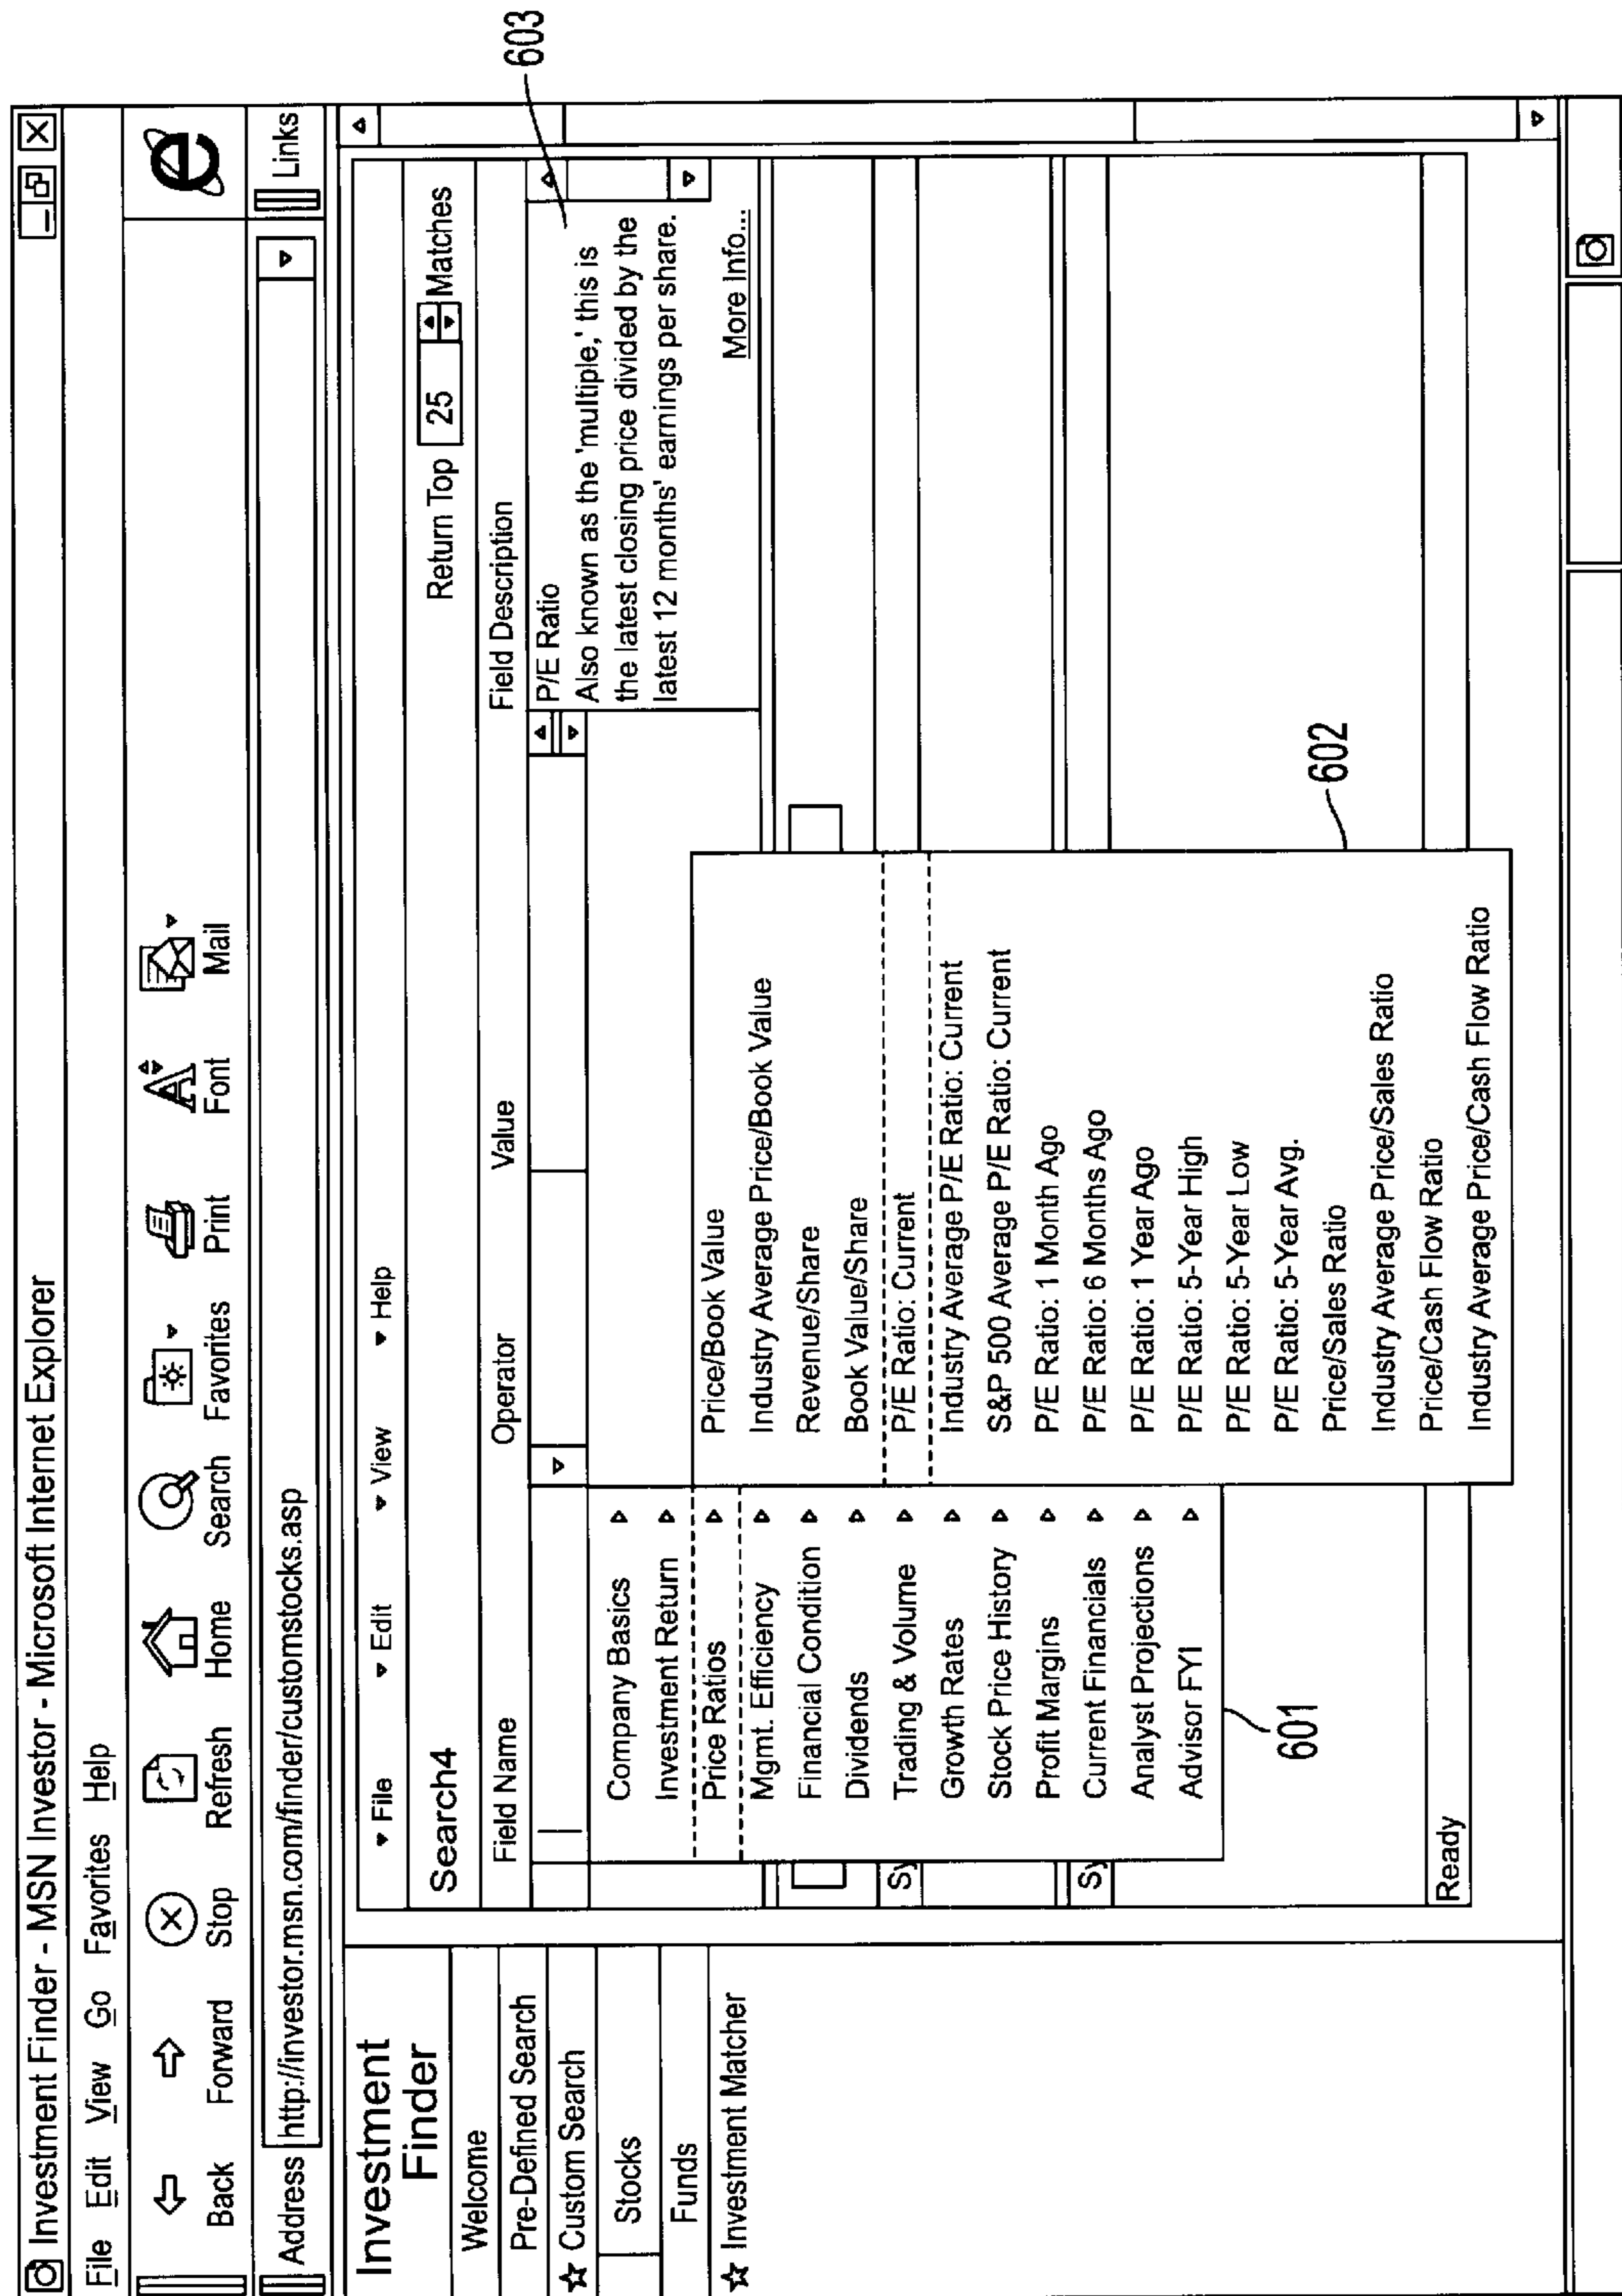 Investment Finder - MSN Investor - Microsoft Internet Explorer
File Edit View Go Favorites Help
Back Forward Stop Refresh Home Search Favorites Print Font Mail
Address http://investor.msn.com/finder/customstocks.asp Links
Investment
Finder
Welcome
Pre-Defined Search
Custom Search
Stocks
Funds
Investment Matcher
File Edit View Help
Search4 Return Top 25 Matches
Field Name Operator Value Field Description
P/E Ratio
Also known as the 'multiple,' this is
the latest closing price divided by the
latest 12 months' earnings per share.
More Info...
603
Company Basics
Investment Return
Price Ratios
Mgmt. Efficiency
Financial Condition
Dividends
Trading & Volume
Growth Rates
Stock Price History
Profit Margins
Current Financials
Analyst Projections
Advisor FYI
601
Price/Book Value
Industry Average Price/Book Value
Revenue/Share
Book Value/Share
P/E Ratio: Current
Industry Average P/E Ratio: Current
S&P 500 Average P/E Ratio: Current
P/E Ratio: 1 Month Ago
P/E Ratio: 6 Months Ago
P/E Ratio: 1 Year Ago
P/E Ratio: 5-Year High
P/E Ratio: 5-Year Low
P/E Ratio: 5-Year Avg.
Price/Sales Ratio
Industry Average Price/Sales Ratio
Price/Cash Flow Ratio
Industry Average Price/Cash Flow Ratio
602
Sy
Sy
Ready